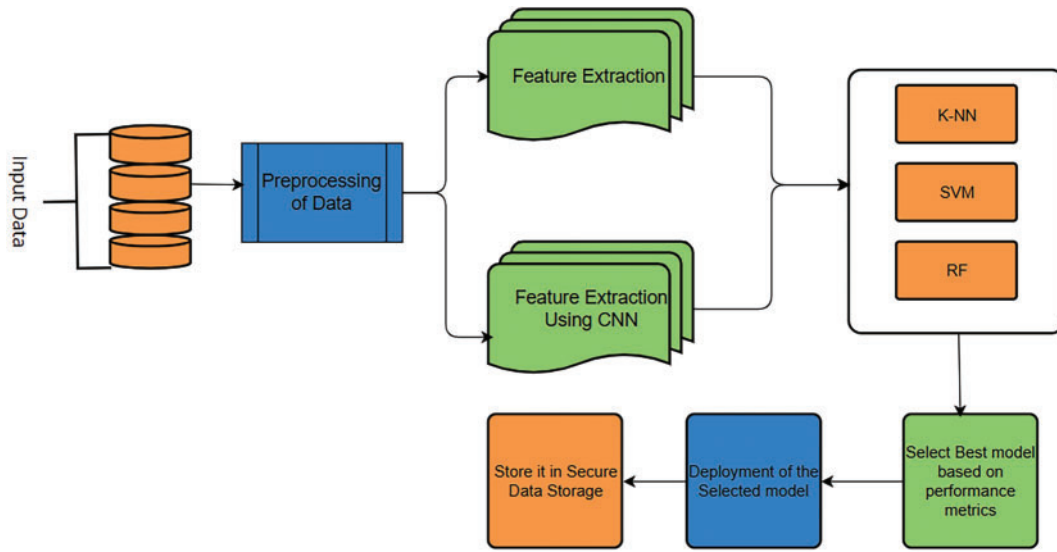 Input Data
Preprocessing
of Data
Feature Extraction
Feature Extraction
Using CNN
K-NN
SVM
RF
Select Best model
based on
performance
metrics
Deployment of the
Selected model
Store it in Secure
Data Storage